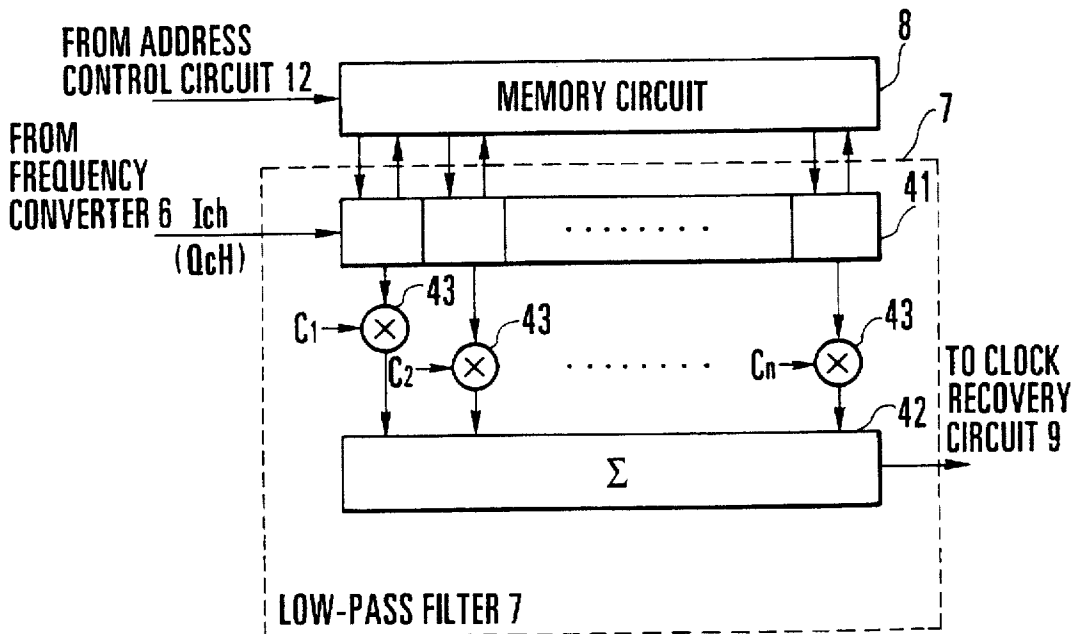 FROM ADDRESS
CONTROL CIRCUIT 12
8
MEMORY CIRCUIT
FROM
FREQUENCY
CONVERTER 6 Ich
(QcH)
7
41
43
C1
43
C2
43
Cn
········
········
42
TO CLOCK
RECOVERY
CIRCUIT 9
Σ
LOW-PASS FILTER 7